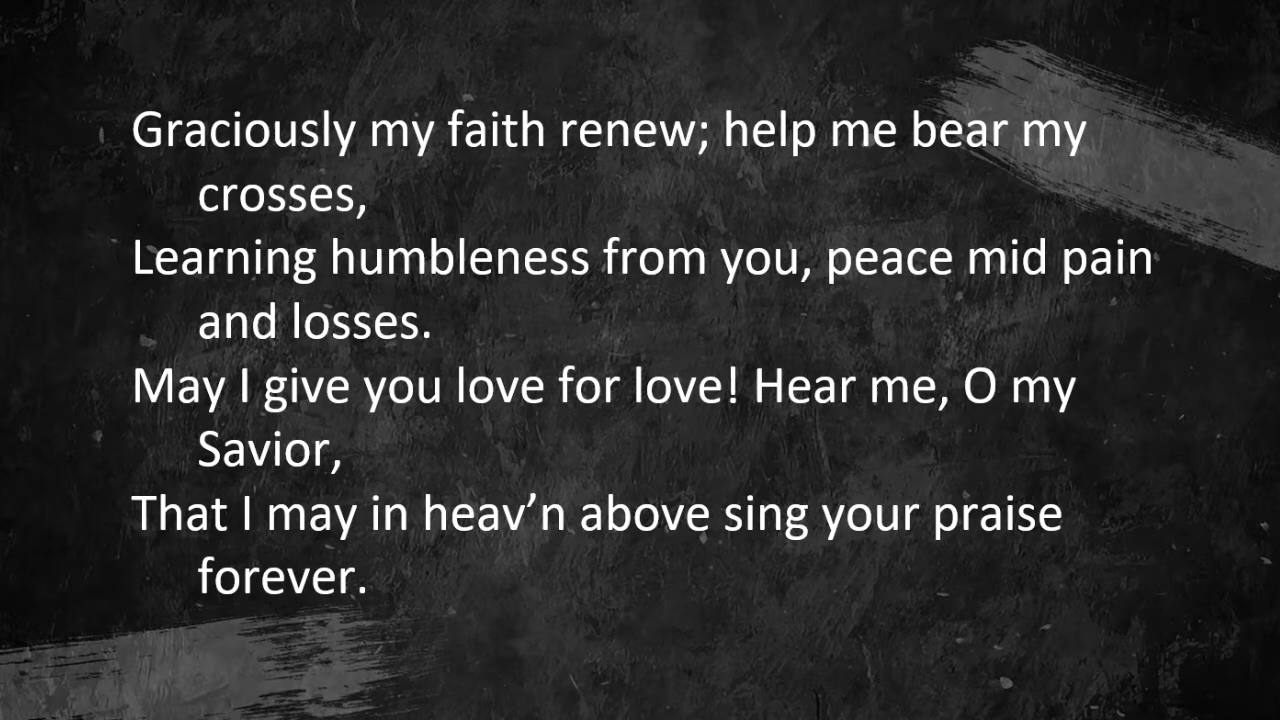 Graciously my faith renew; help me bear my
crosses,
Learning humbleness from you, peace mid pain
and losses.
May I give you love for love! Hear me, O my
Savior,
That I may in heav’n above sing your praise
forever.